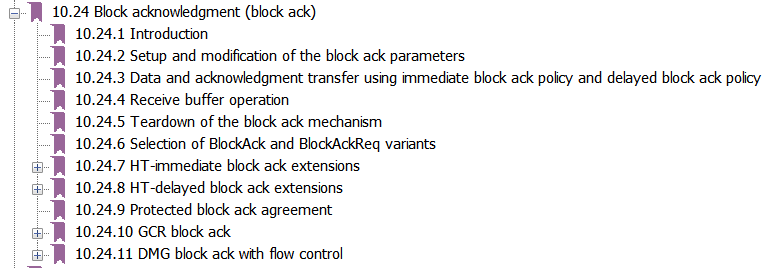 10.24 Block acknowledgment (block ack)
10.24.1 Introduction
10.24.2 Setup and modification of the block ack parameters
10.24.3 Data and acknowledgment transfer using immediate block ack policy and delayed block ack policy
10.24.4 Receive buffer operation
10.24.5 Teardown of the block ack mechanism
10.24.6 Selection of BlockAck and BlockAckReq variants
10.24.7 HT-immediate block ack extensions
10.24.8 HT-delayed block ack extensions
10.24.9 Protected block ack agreement
10.24.10 GCR block ack
10.24.11 DMG block ack with flow control